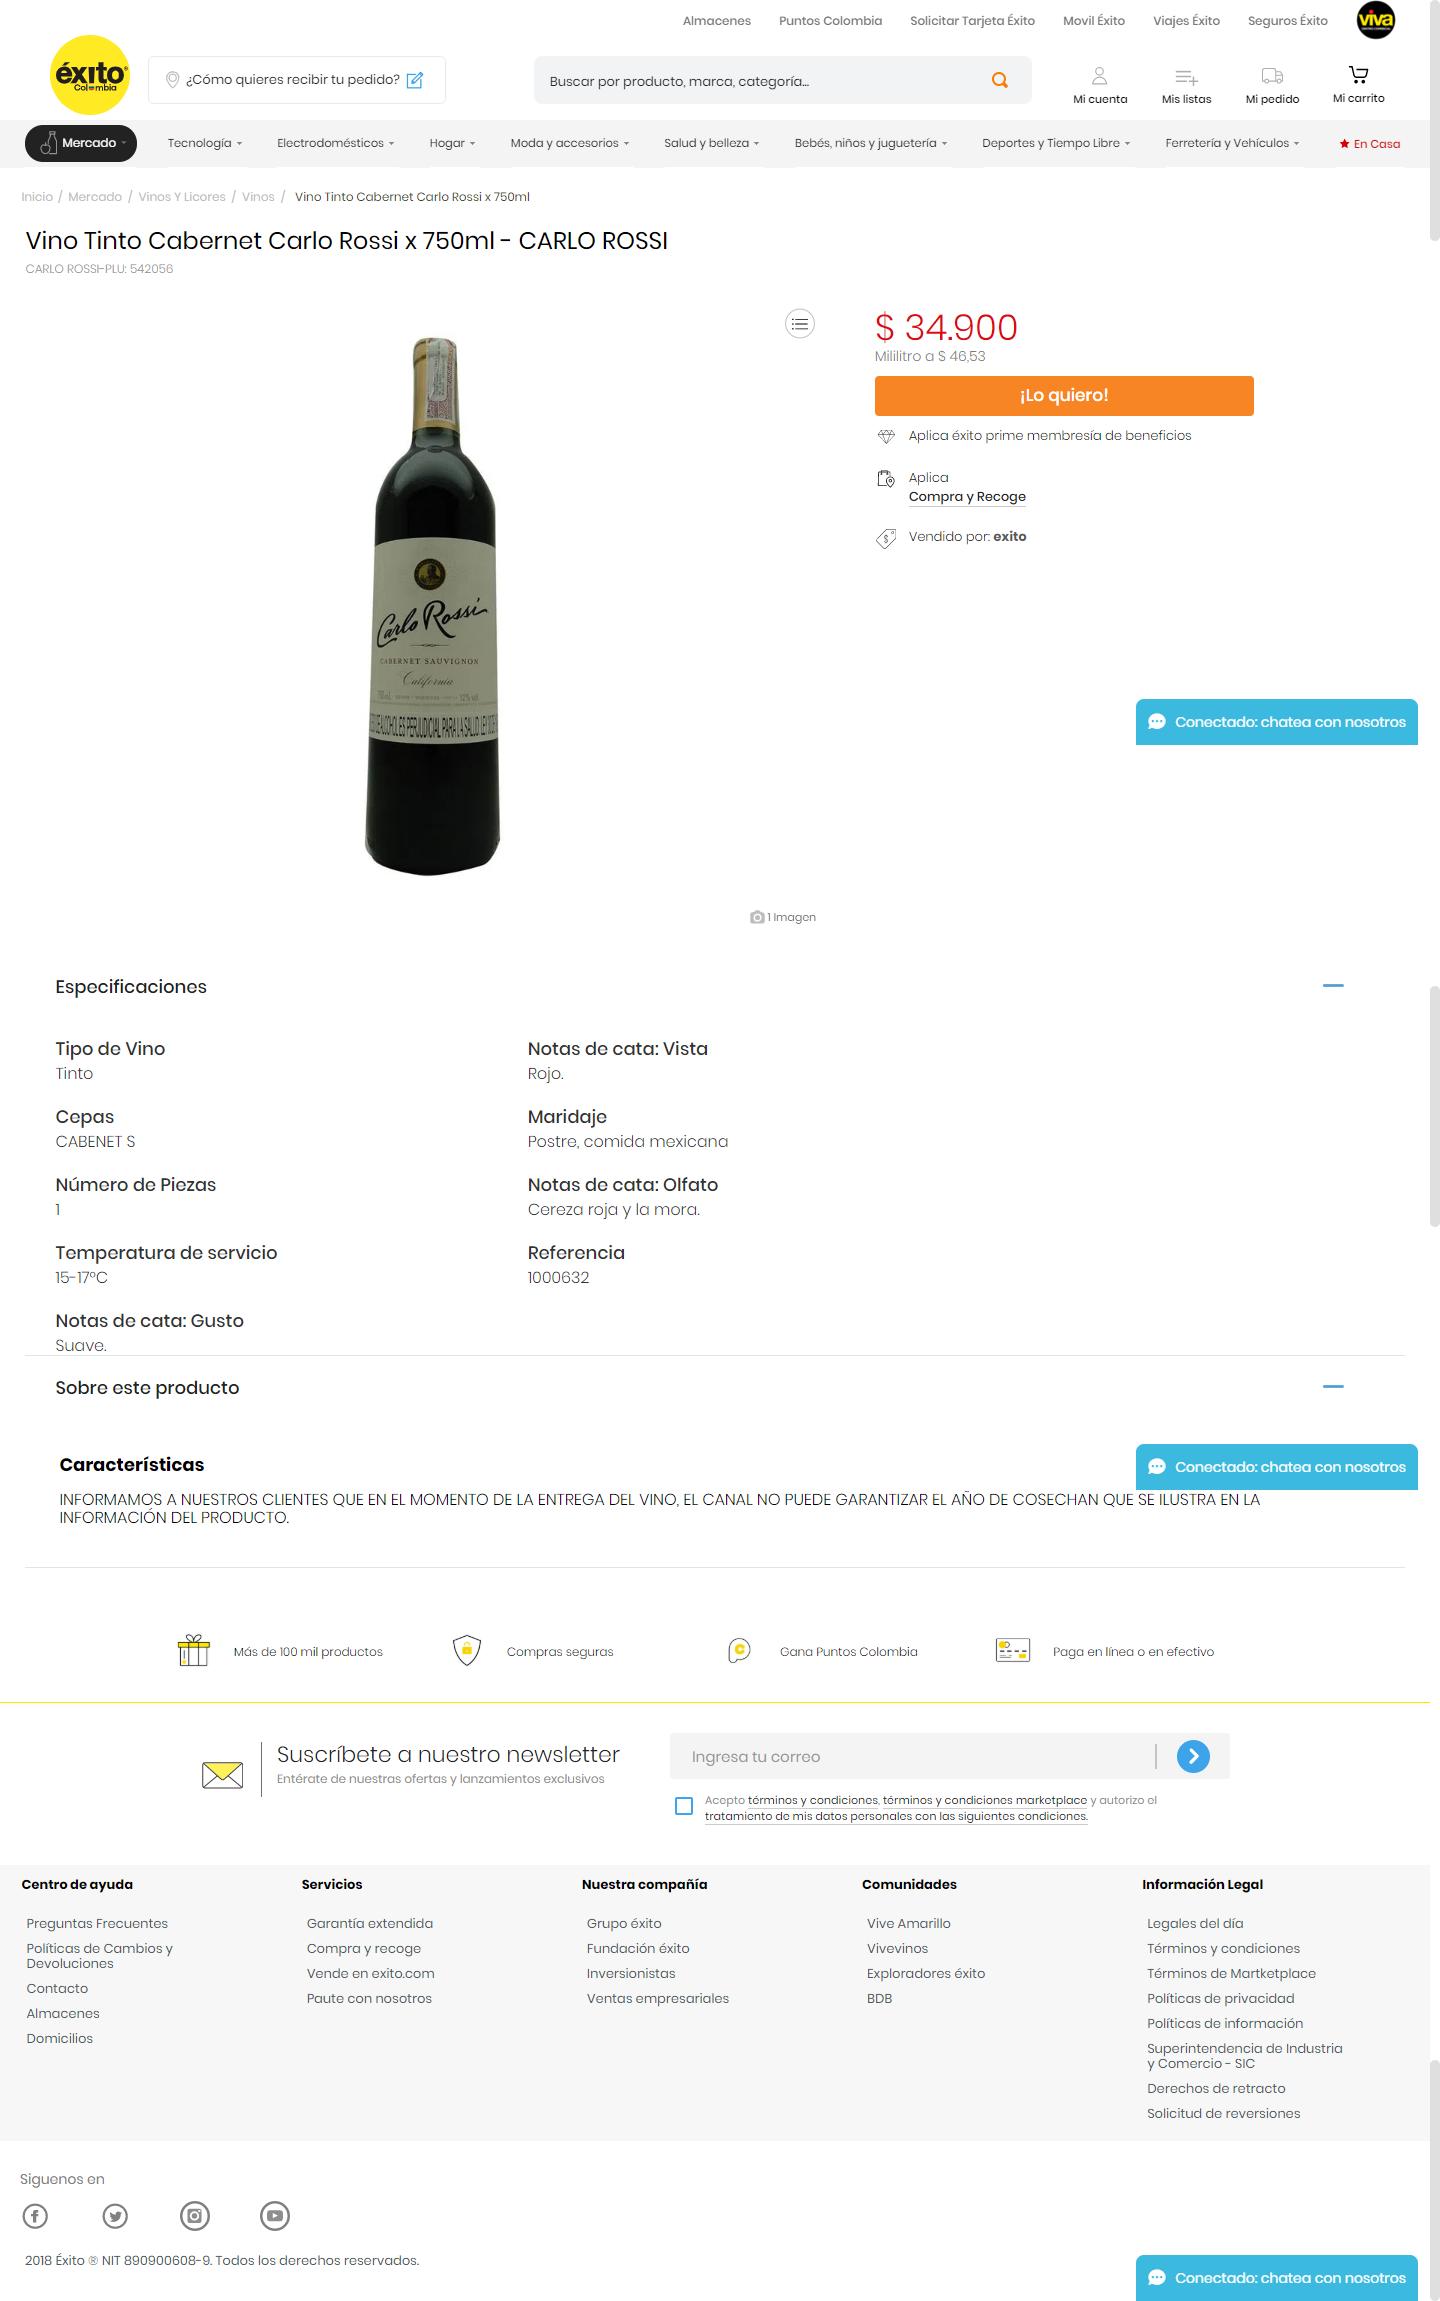 Almacenes Puntos Colombia Solicitar Tarjeta Éxito Movil Éxito Viajes Éxito Seguros Éxito viva
éxito
Colombia
¿Cómo quieres recibir tu pedido?
Buscar por producto, marca, categoría...
Mi cuenta Mis listas Mi pedido Mi carrito
Mercado Tecnología Electrodomésticos Hogar Moda y accesorios Salud y belleza Bebés, niños y juguetería Deportes y Tiempo Libre Ferretería y Vehículos En Casa
Inicio / Mercado / Vinos Y Licores / Vinos / Vino Tinto Cabernet Carlo Rossi x 750ml
Vino Tinto Cabernet Carlo Rossi x 750ml - CARLO ROSSI
CARLO ROSSI-PLU: 542056
$ 34.900
Mililitro a $ 46,53
¡Lo quiero!
Aplica éxito prime membresía de beneficios
Aplica
Compra y Recoge
Vendido por: exito
Carlo Rossi
CABERNET SAUVIGNON
California
750 mL 12% vol.
DE ALCOHOL ES PERJUDICIAL PARA LA SALUD LEY
Conectado: chatea con nosotros
1 Imagen
Especificaciones
Tipo de Vino
Tinto
Notas de cata: Vista
Rojo.
Cepas
CABENET S
Maridaje
Postre, comida mexicana
Número de Piezas
1
Notas de cata: Olfato
Cereza roja y la mora.
Temperatura de servicio
15-17°C
Referencia
1000632
Notas de cata: Gusto
Suave.
Sobre este producto
Características
Conectado: chatea con nosotros
INFORMAMOS A NUESTROS CLIENTES QUE EN EL MOMENTO DE LA ENTREGA DEL VINO, EL CANAL NO PUEDE GARANTIZAR EL AÑO DE COSECHAN QUE SE ILUSTRA EN LA
INFORMACIÓN DEL PRODUCTO.
Más de 100 mil productos Compras seguras Gana Puntos Colombia Paga en línea o en efectivo
Suscríbete a nuestro newsletter
Entérate de nuestras ofertas y lanzamientos exclusivos
Ingresa tu correo
Acepto términos y condiciones, términos y condiciones marketplace y autorizo el
tratamiento de mis datos personales con las siguientes condiciones.
Centro de ayuda
Preguntas Frecuentes
Políticas de Cambios y
Devoluciones
Contacto
Almacenes
Domicilios
Servicios
Garantía extendida
Compra y recoge
Vende en exito.com
Paute con nosotros
Nuestra compañía
Grupo éxito
Fundación éxito
Inversionistas
Ventas empresariales
Comunidades
Vive Amarillo
Vivevinos
Exploradores éxito
BDB
Información Legal
Legales del día
Términos y condiciones
Términos de Martketplace
Políticas de privacidad
Políticas de información
Superintendencia de Industria
y Comercio - SIC
Derechos de retracto
Solicitud de reversiones
Siguenos en
2018 Éxito ® NIT 890900608-9. Todos los derechos reservados.
Conectado: chatea con nosotros